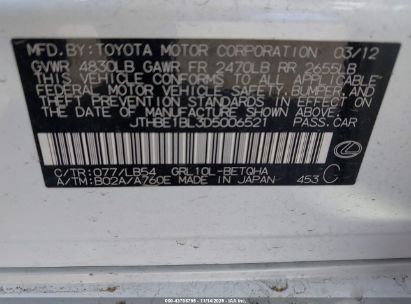 MFD. BY: TOYOTA MOTOR CORPORATION 03/12
GVWR 4830LB GAWR FR 2470LB RR 2655LB
THIS VEHICLE CONFORMS TO ALL APPLICABLE
FEDERAL MOTOR VEHICLE SAFETY, BUMPER, AND
THEFT PREVENTION STANDARDS IN EFFECT ON
THE DATE OF MANUFACTURE SHOWN ABOVE.
JTHBE1BL3D5006521 PASS.CAR
C/TR:077/LB54 GRL10L-BETQHA
A/TM:B02A/A760E MADE IN JAPAN 453 C